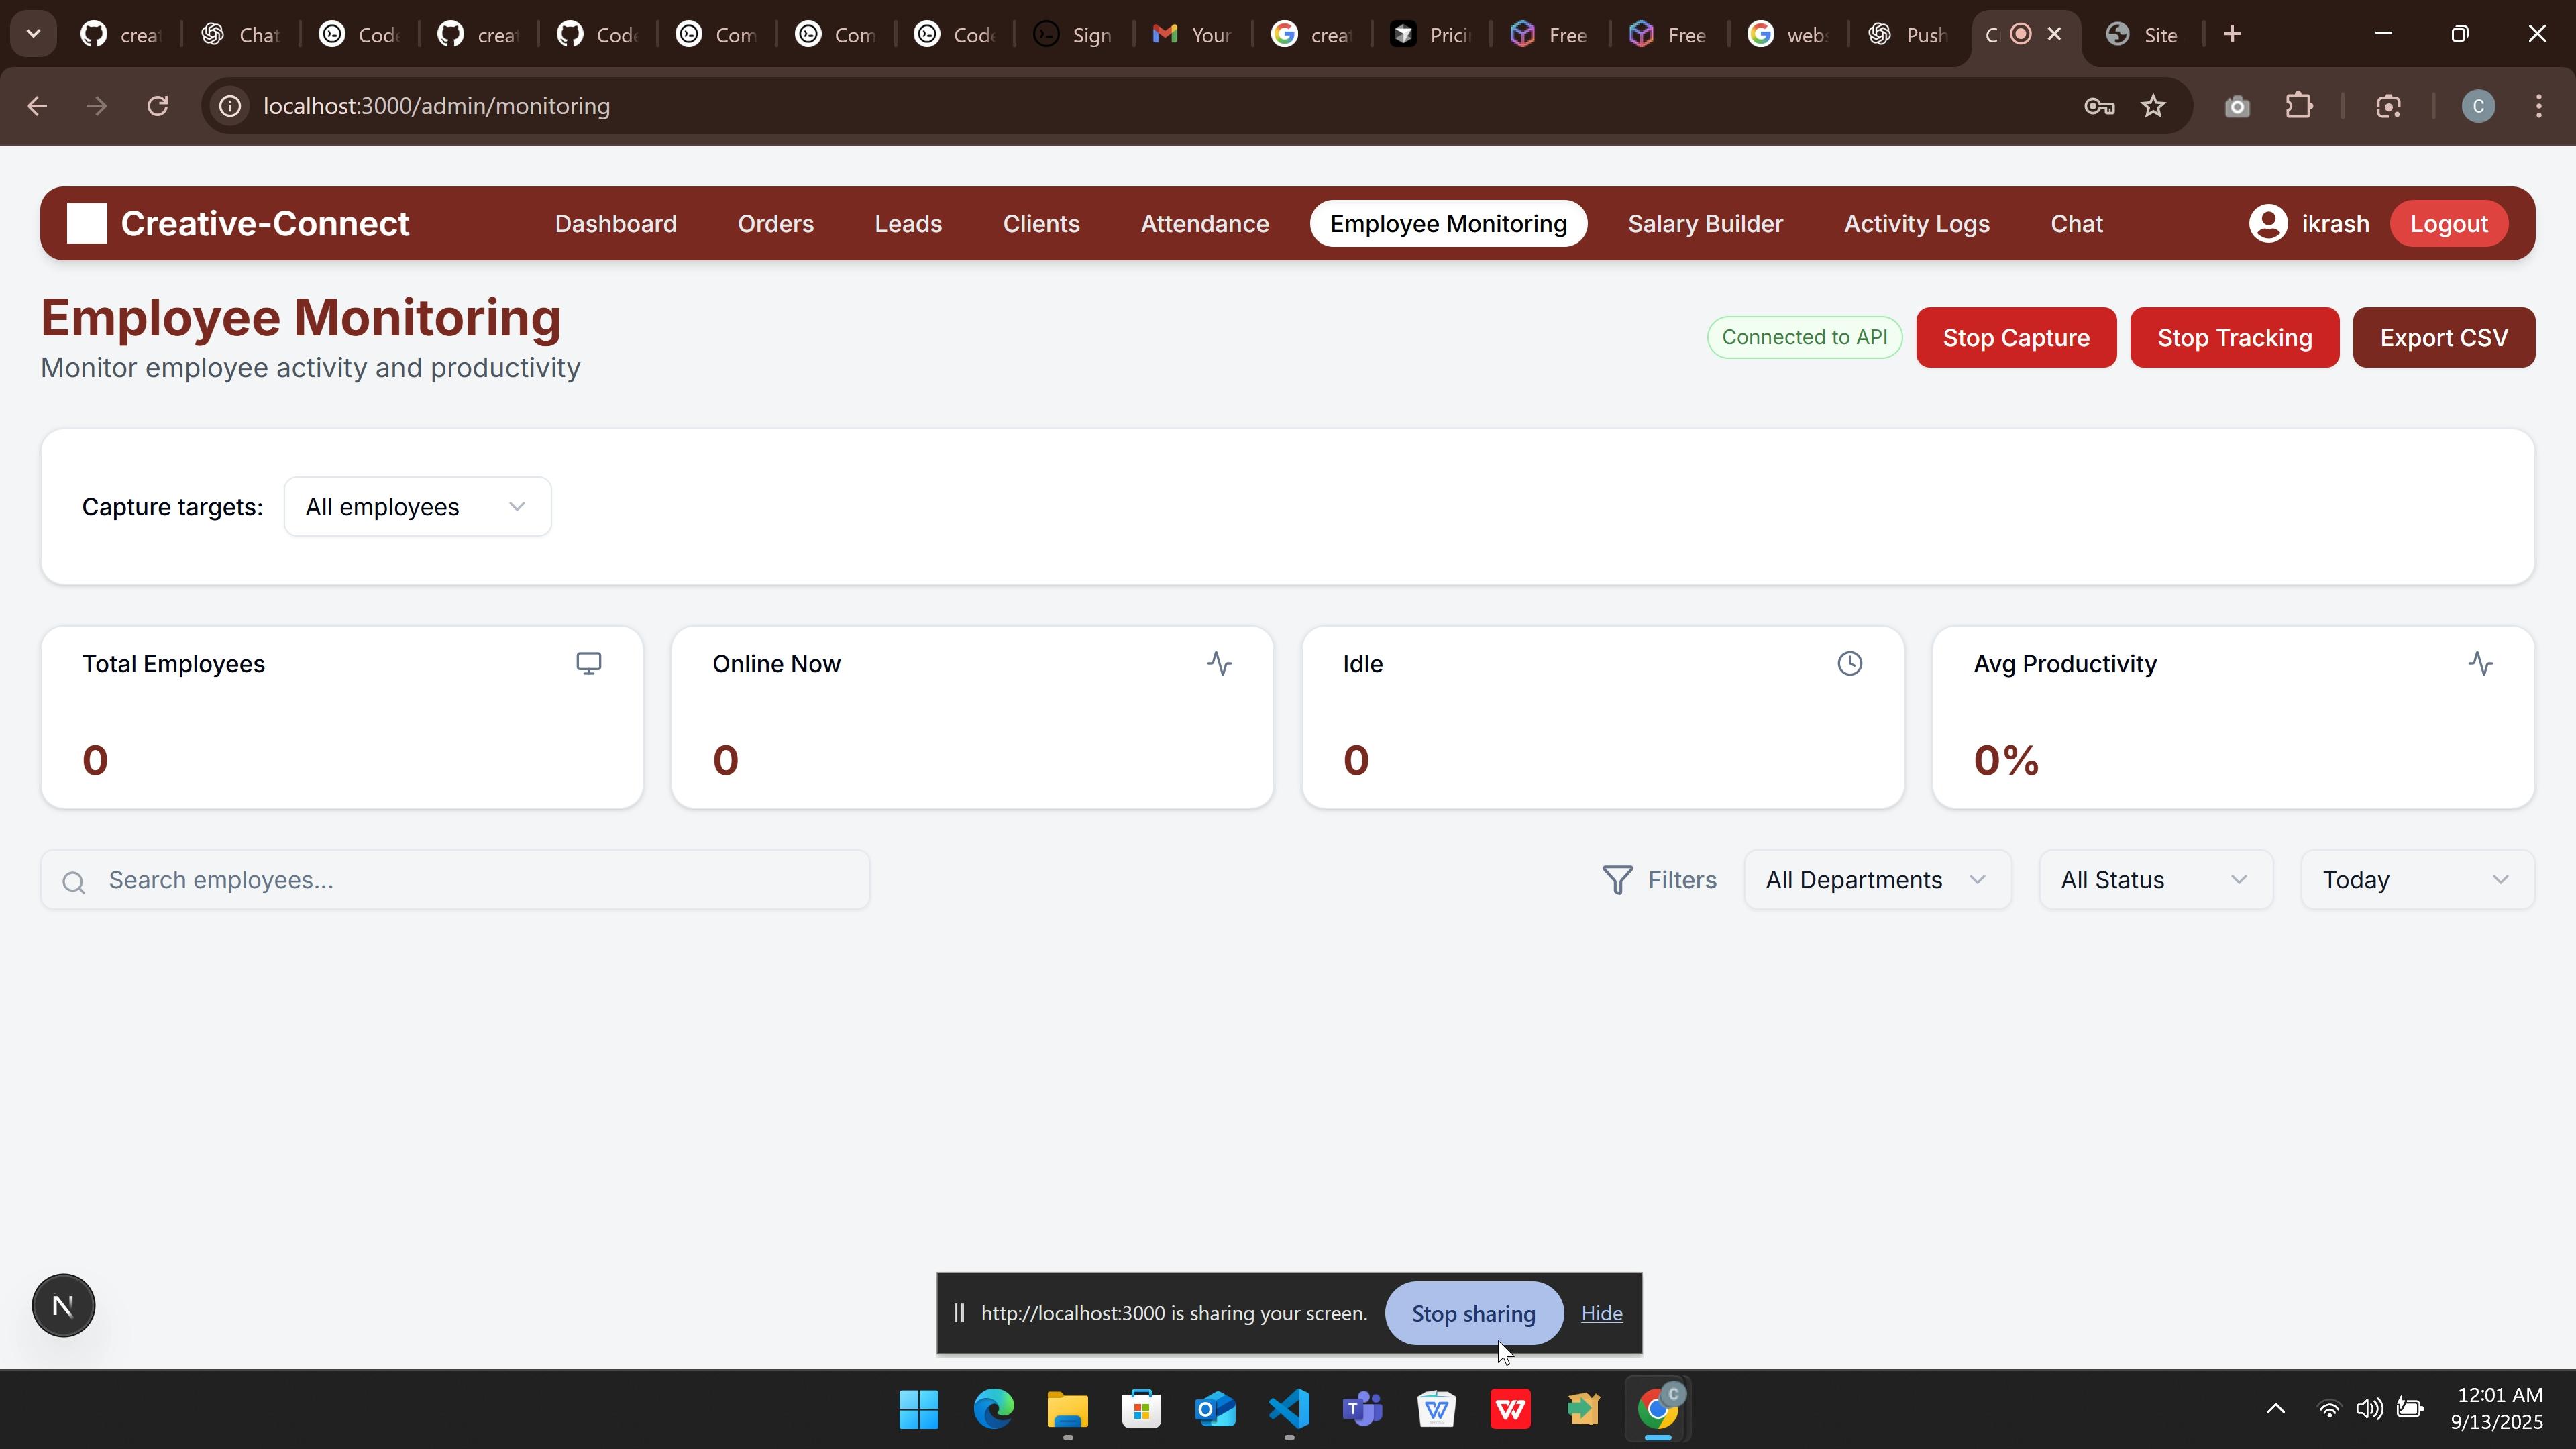 crea
Chat
Code
crea
Code
Com
Com
Code
Sign
Your
crea
Prici
Free
Free
web
Push
C
Site
localhost:3000/admin/monitoring
C
Creative-Connect
Dashboard
Orders
Leads
Clients
Attendance
Employee Monitoring
Salary Builder
Activity Logs
Chat
ikrash
Logout
Employee Monitoring
Monitor employee activity and productivity
Connected to API
Stop Capture
Stop Tracking
Export CSV
Capture targets:
All employees
Total Employees
Online Now
Idle
Avg Productivity
0
0
0
0%
Search employees...
Filters
All Departments
All Status
Today
N
http://localhost:3000 is sharing your screen.
Stop sharing
Hide
12:01 AM
9/13/2025